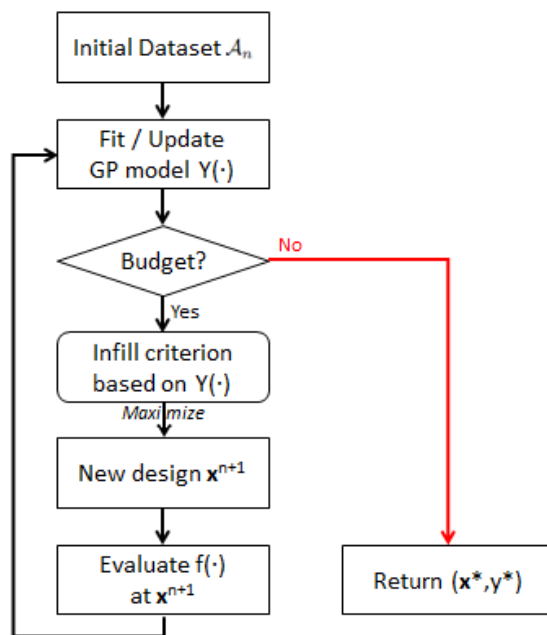 Initial Dataset 𝒜ₙ
Fit / Update
GP model Y(·)
No
Budget?
Yes
Infill criterion
based on Y(·)
Maximize
New design xⁿ⁺¹
Evaluate f(·)
at xⁿ⁺¹
Return (x*,y*)